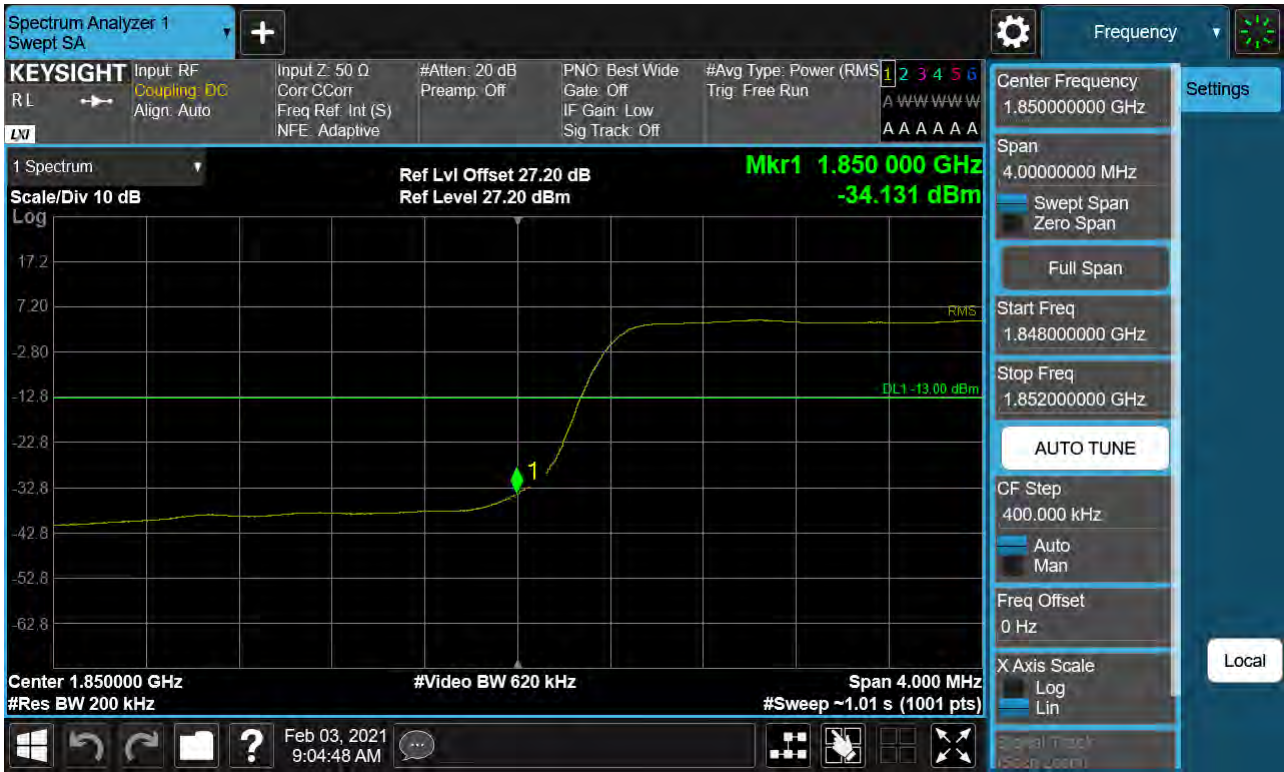 Spectrum Analyzer 1
Swept SA
Frequency
KEYSIGHT
RL
LXI
Input: RF
Coupling: DC
Align: Auto
Input Z: 50 Ω
Corr CCorr
Freq Ref: Int (S)
NFE: Adaptive
#Atten: 20 dB
Preamp: Off
PNO: Best Wide
Gate: Off
IF Gain: Low
Sig Track: Off
#Avg Type: Power (RMS
Trig: Free Run
1 2 3 4 5 6
A W W W W W
A A A A A A
Center Frequency
1.850000000 GHz
Settings
Span
4.00000000 MHz
Swept Span
Zero Span
Full Span
Start Freq
1.848000000 GHz
Stop Freq
1.852000000 GHz
AUTO TUNE
CF Step
400.000 kHz
Auto
Man
Freq Offset
0 Hz
X Axis Scale
Log
Lin
Signal Track
(Span Zoom)
Local
1 Spectrum
Scale/Div 10 dB
Log
Ref Lvl Offset 27.20 dB
Ref Level 27.20 dBm
Mkr1 1.850 000 GHz
-34.131 dBm
17.2
7.20
RMS
-2.80
-12.8
DL1 -13.00 dBm
-22.8
1
-32.8
-42.8
-52.8
-62.8
Center 1.850000 GHz
#Video BW 620 kHz
Span 4.000 MHz
#Res BW 200 kHz
#Sweep ~1.01 s (1001 pts)
Feb 03, 2021
9:04:48 AM